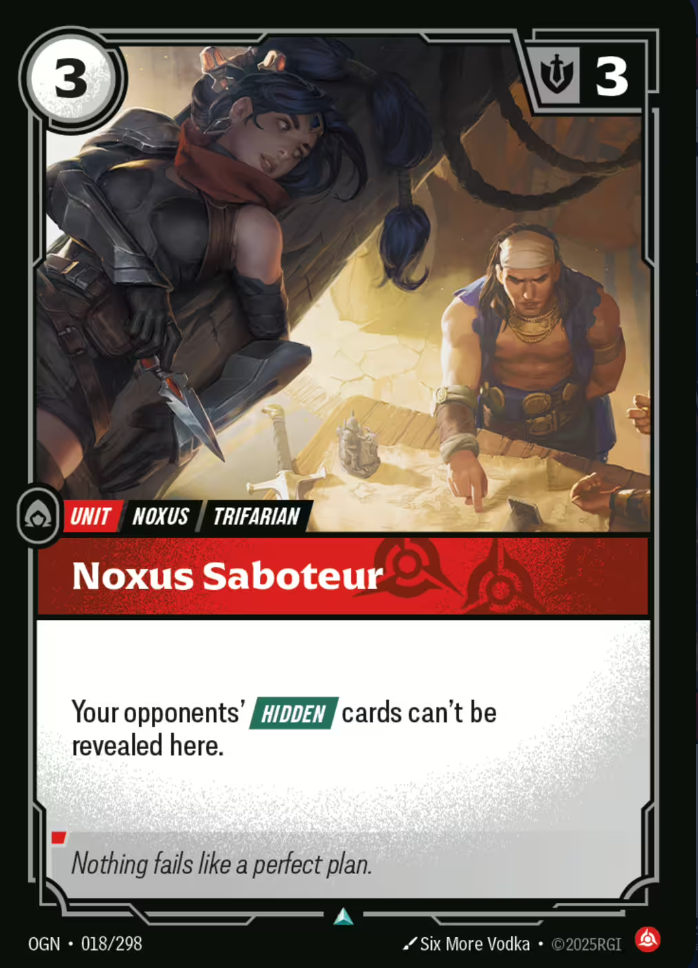 3
3
UNIT NOXUS TRIFARIAN
Noxus Saboteur
Your opponents' HIDDEN cards can't be
revealed here.
Nothing fails like a perfect plan.
OGN • 018/298
Six More Vodka • ©2025RGI